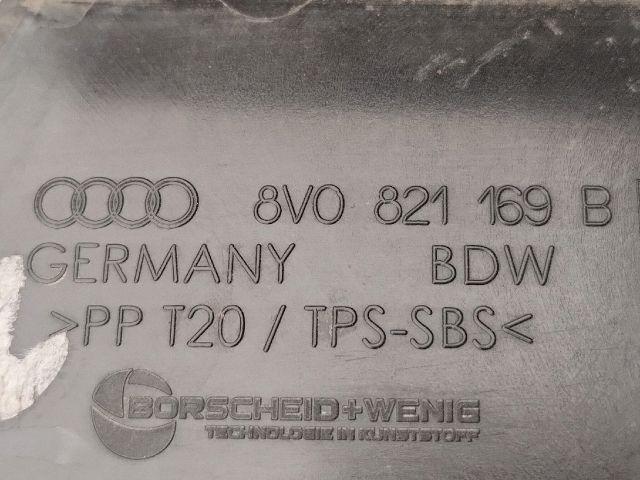 8V0 821 169 B
GERMANY BDW
>PP T20 / TPS-SBS<
BORSCHEID+WENIG
TECHNOLOGIE IN KUNSTSTOFF